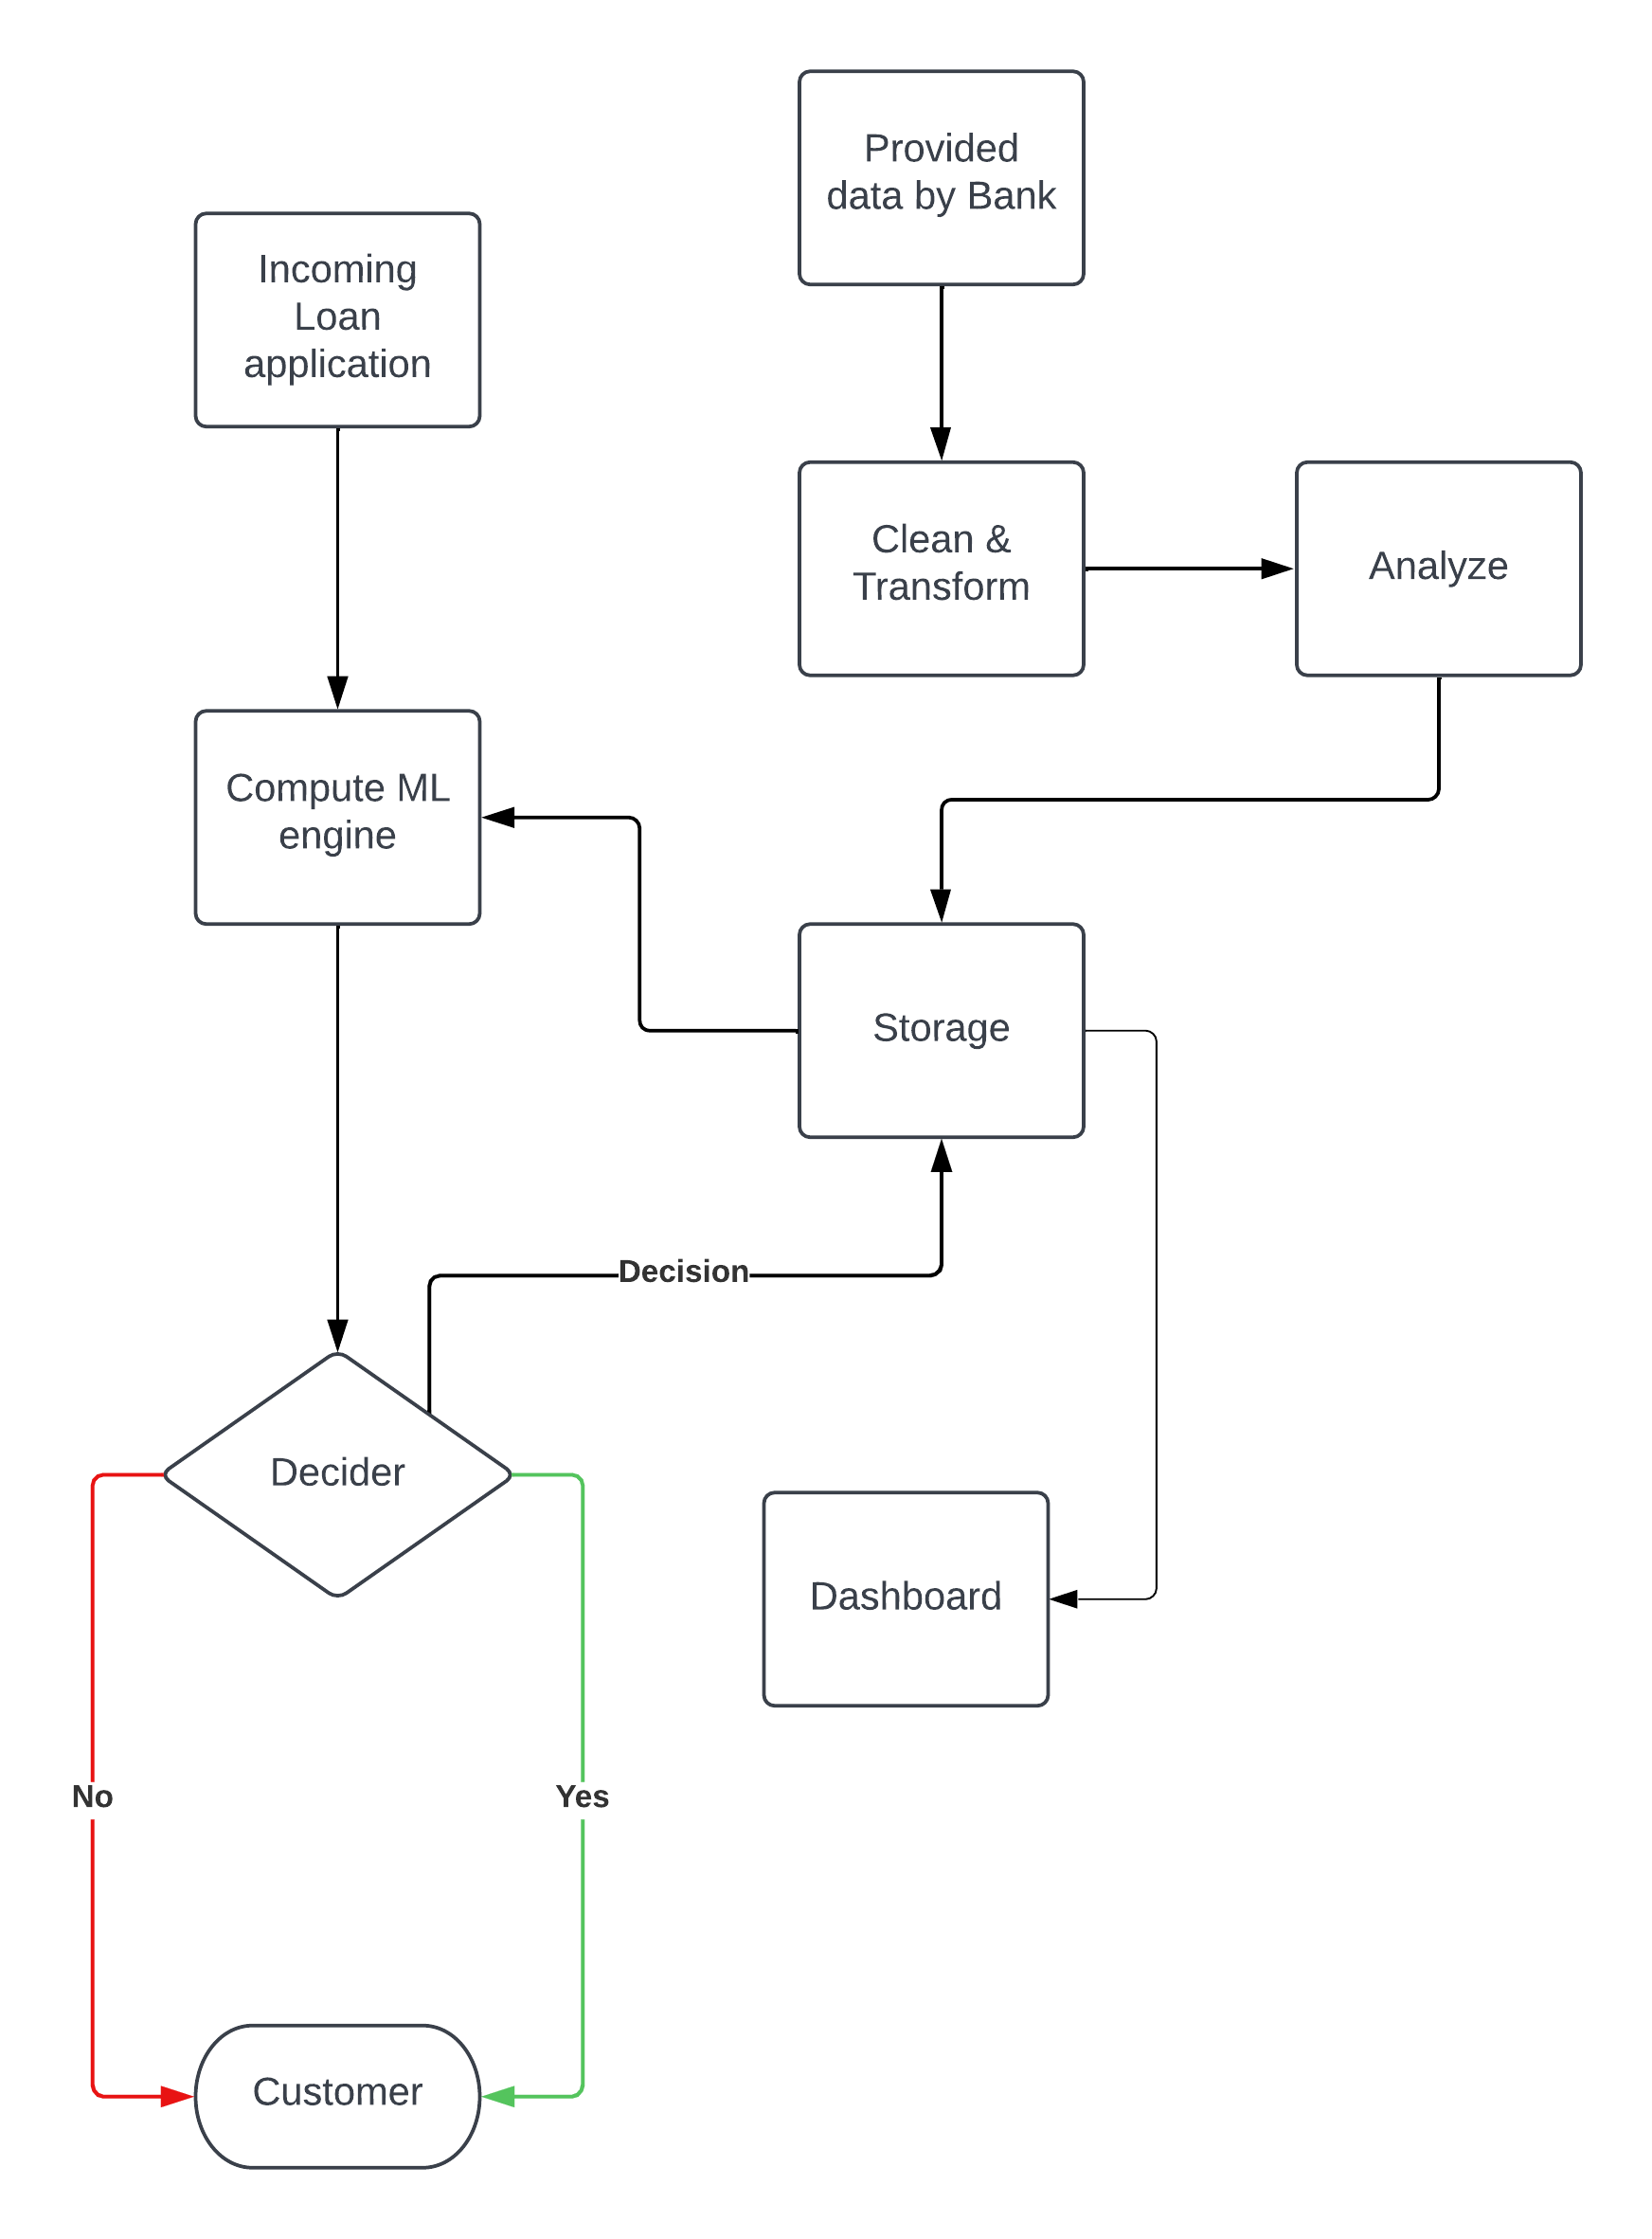 Provided
data by Bank
Incoming
Loan
application
Clean &
Transform
Analyze
Compute ML
engine
Storage
Decision
Decider
Dashboard
No
Yes
Customer